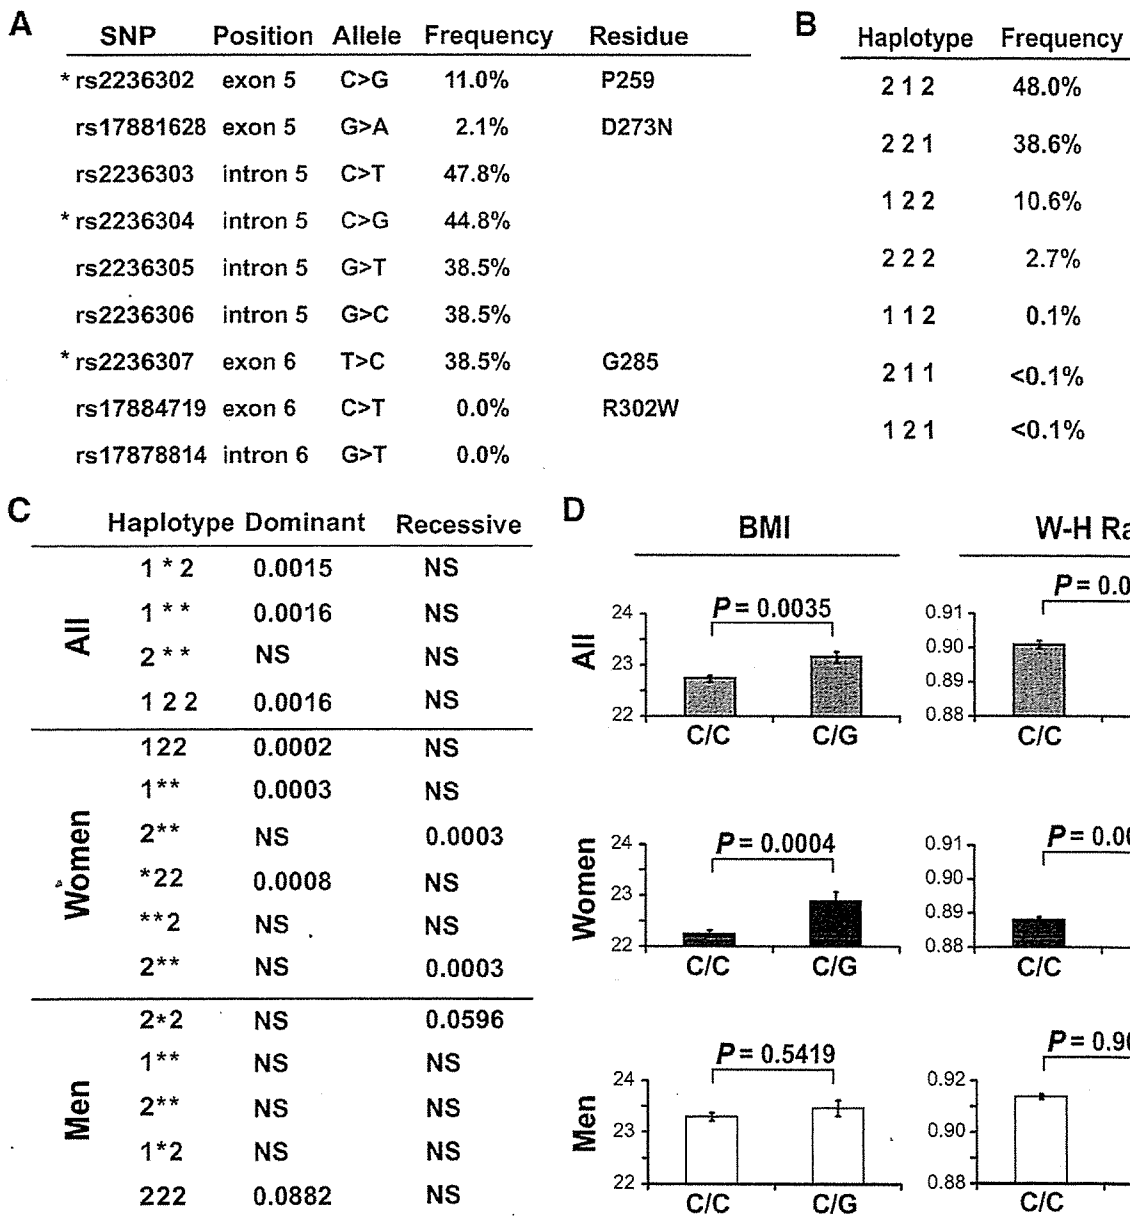 A
SNP Position Allele Frequency Residue
* rs2236302 exon 5 C>G 11.0% P259
rs17881628 exon 5 G>A 2.1% D273N
rs2236303 intron 5 C>T 47.8%
* rs2236304 intron 5 C>G 44.8%
rs2236305 intron 5 G>T 38.5%
rs2236306 intron 5 G>C 38.5%
* rs2236307 exon 6 T>C 38.5% G285
rs17884719 exon 6 C>T 0.0% R302W
rs17878814 intron 6 G>T 0.0%
B
Haplotype Frequency
2 1 2 48.0%
2 2 1 38.6%
1 2 2 10.6%
2 2 2 2.7%
1 1 2 0.1%
2 1 1 <0.1%
1 2 1 <0.1%
C
Haplotype Dominant Recessive
All
1 * 2 0.0015 NS
1 * * 0.0016 NS
2 * * NS NS
1 2 2 0.0016 NS
Women
122 0.0002 NS
1** 0.0003 NS
2** NS 0.0003
*22 0.0008 NS
**2 NS NS
2** NS 0.0003
Men
2*2 NS 0.0596
1** NS NS
2** NS NS
1*2 NS NS
222 0.0882 NS
D
BMI W-H Ra
All
P = 0.0035
24
23
22
C/C C/G
P = 0.0
0.91
0.90
0.89
0.88
C/C
Women
P = 0.0004
24
23
22
C/C C/G
P = 0.00
0.91
0.90
0.89
0.88
C/C
Men
P = 0.5419
24
23
22
C/C C/G
P = 0.90
0.92
0.90
0.88
C/C